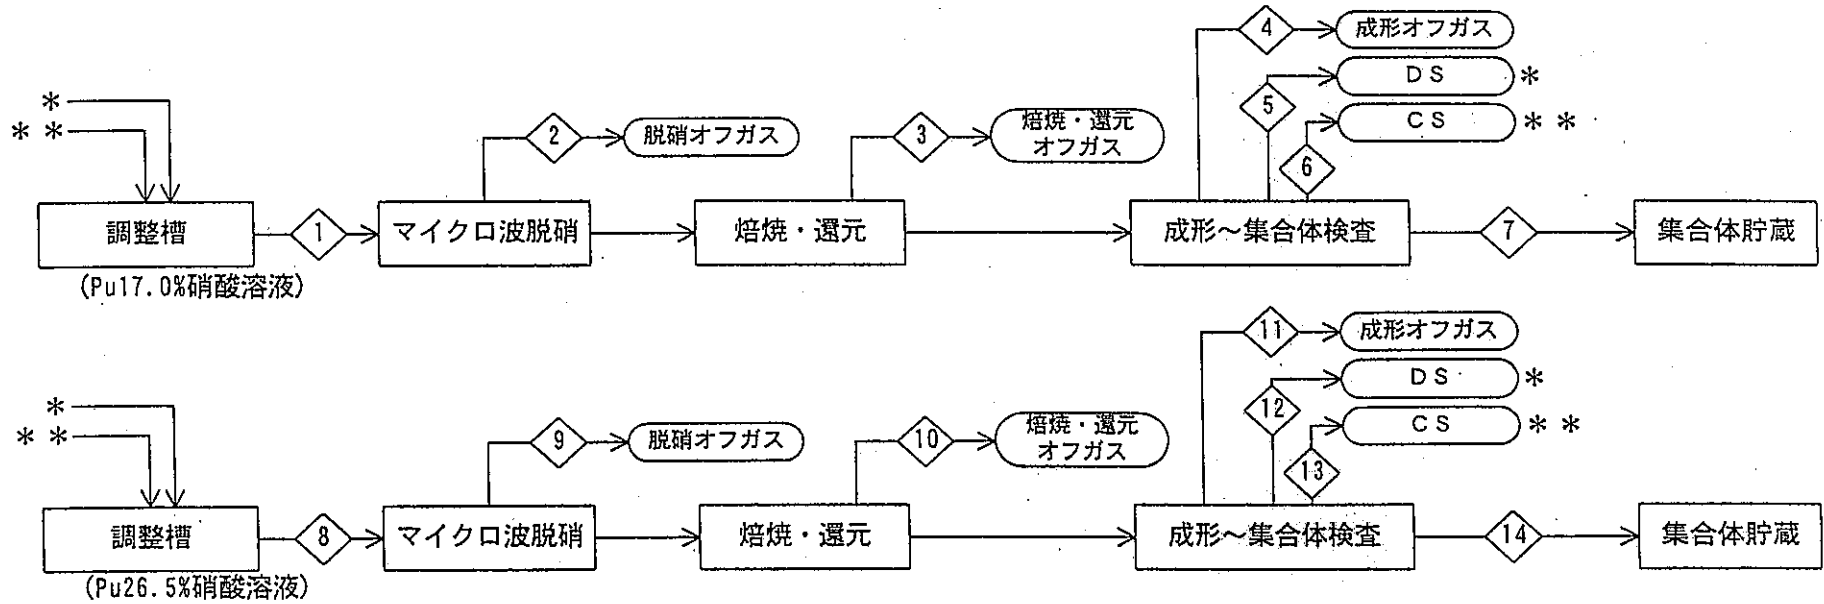 4 成形オフガス
5 DS *
6 CS * *
*
* *
2 脱硝オフガス
3 焙焼・還元
オフガス
調整槽 1 マイクロ波脱硝 焙焼・還元 成形~集合体検査 7 集合体貯蔵
(Pu17.0%硝酸溶液)
11 成形オフガス
12 DS *
13 CS * *
*
* *
9 脱硝オフガス
10 焙焼・還元
オフガス
調整槽 8 マイクロ波脱硝 焙焼・還元 成形~集合体検査 14 集合体貯蔵
(Pu26.5%硝酸溶液)